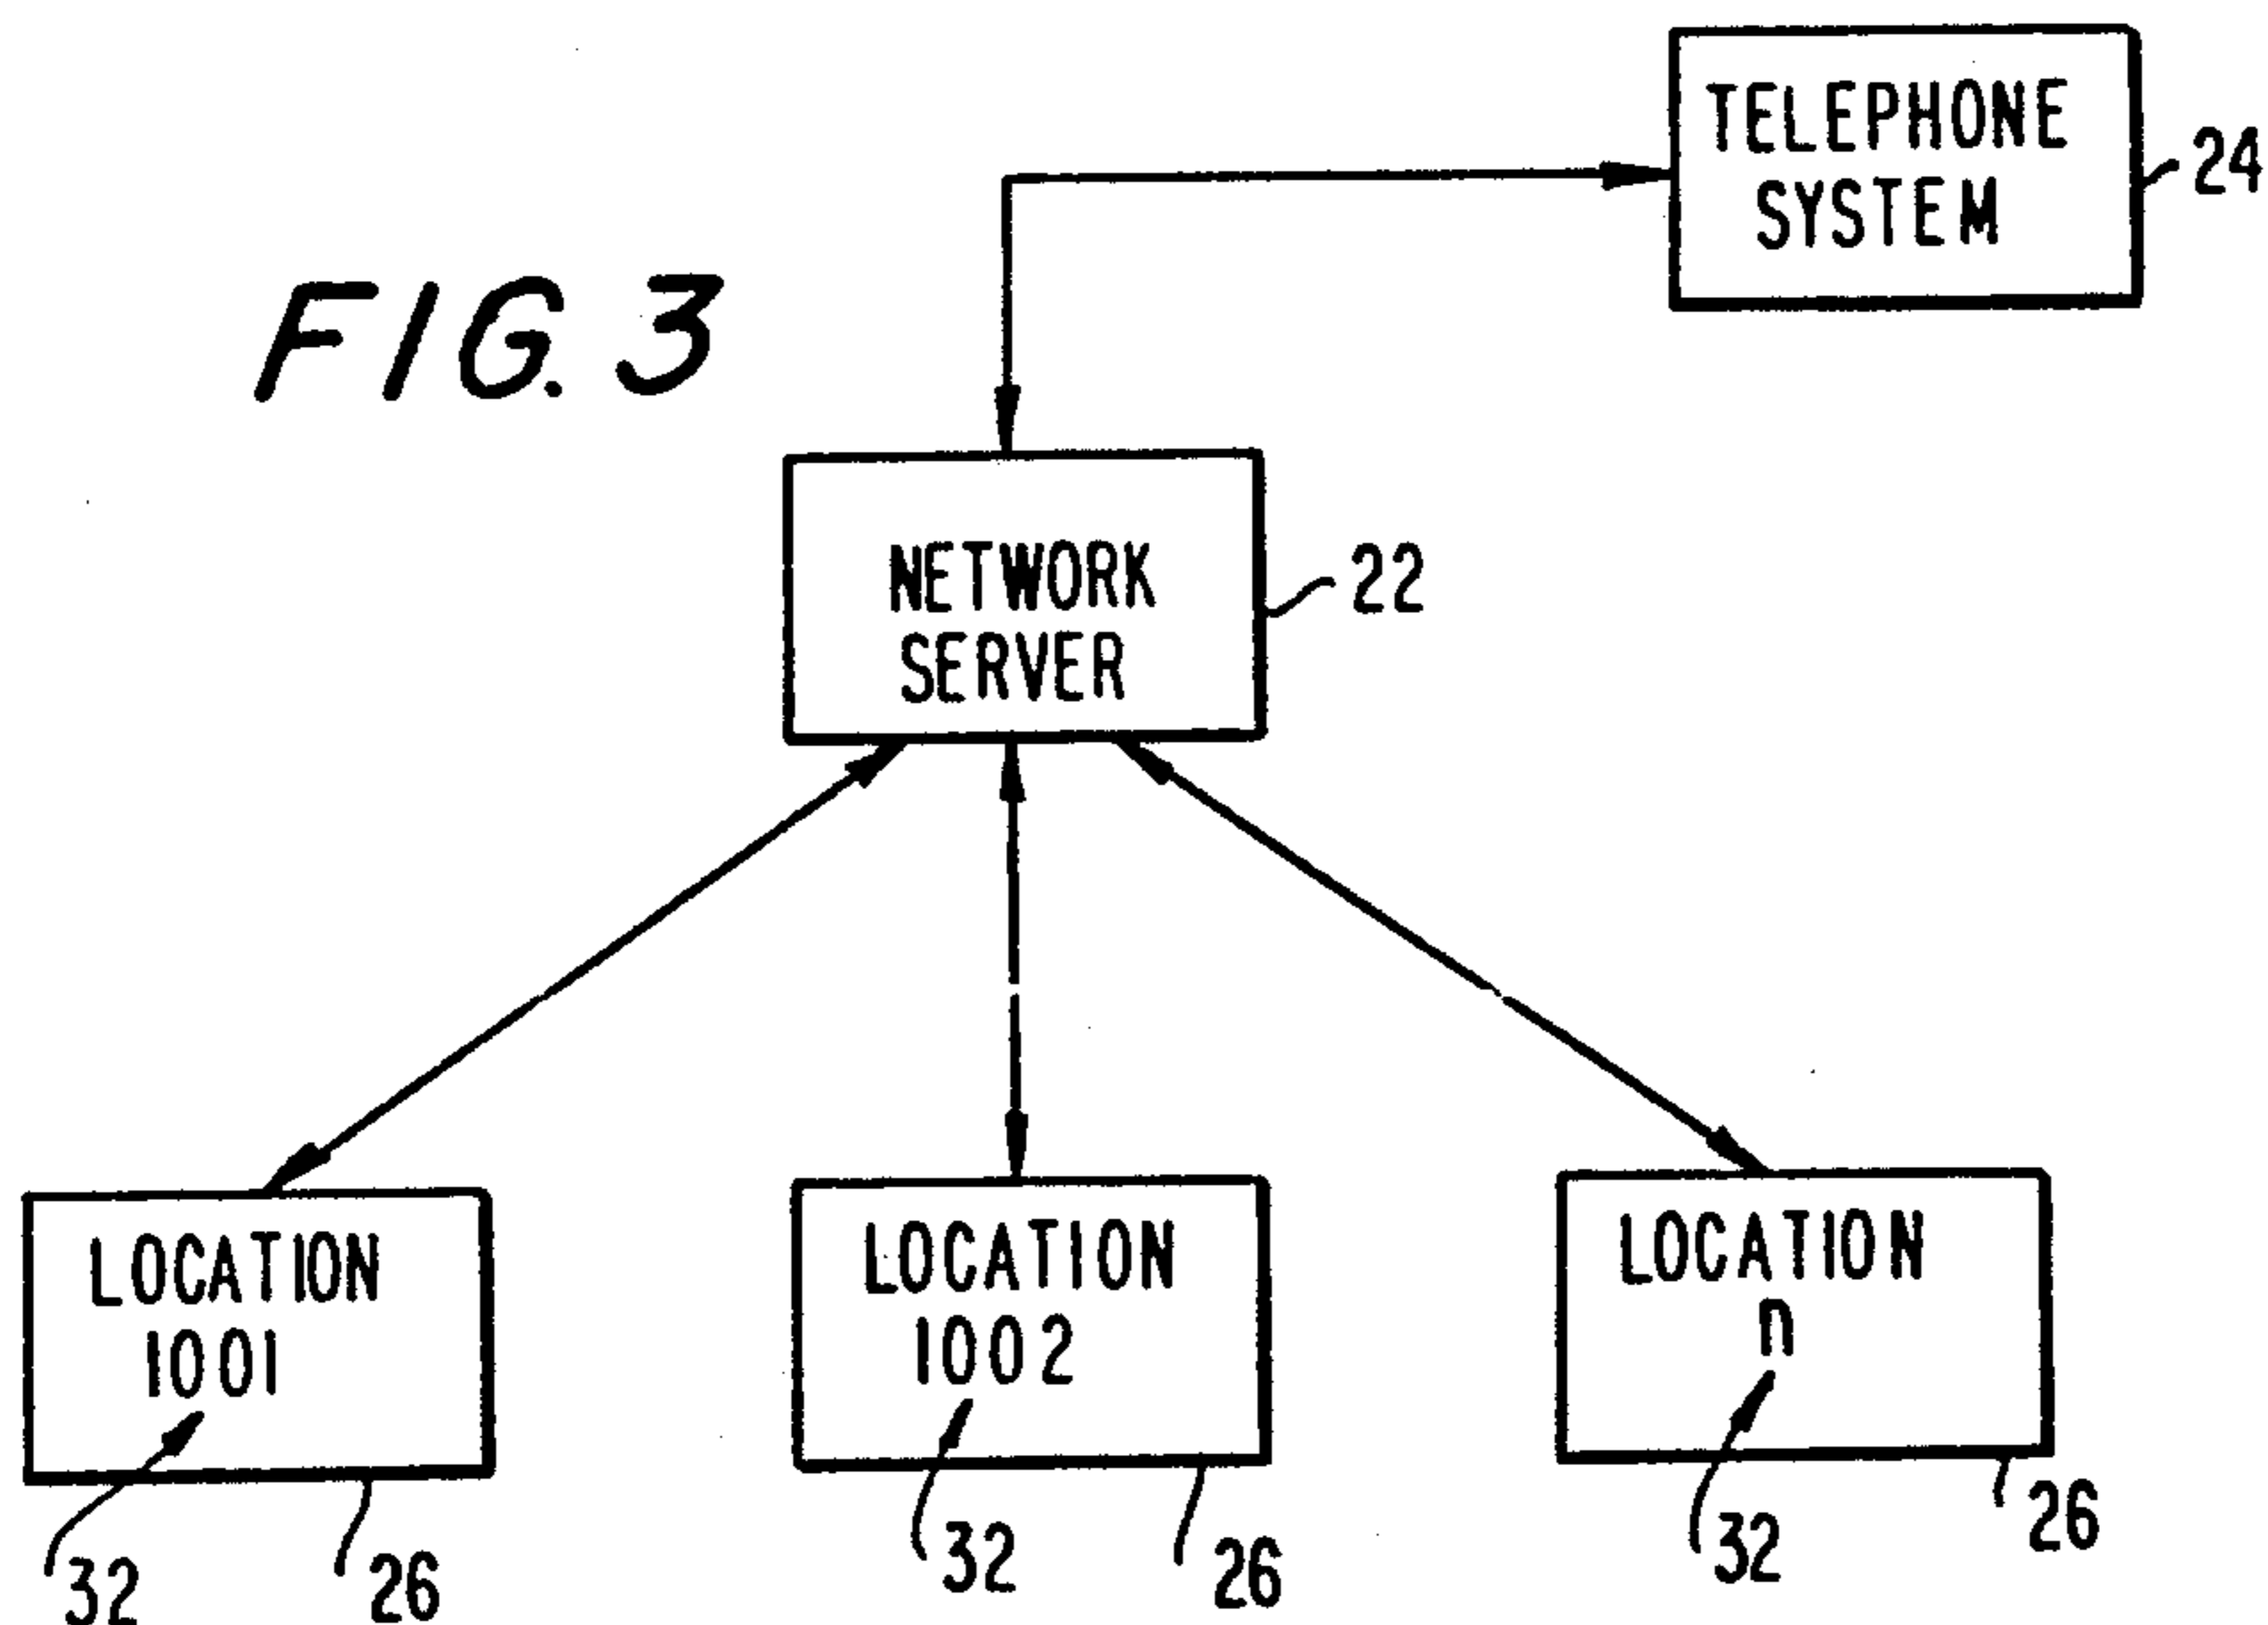 TELEPHONE
SYSTEM
24
FIG. 3
NETWORK
SERVER
22
LOCATION
1001
LOCATION
1002
LOCATION
n
32
26
32
26
32
26